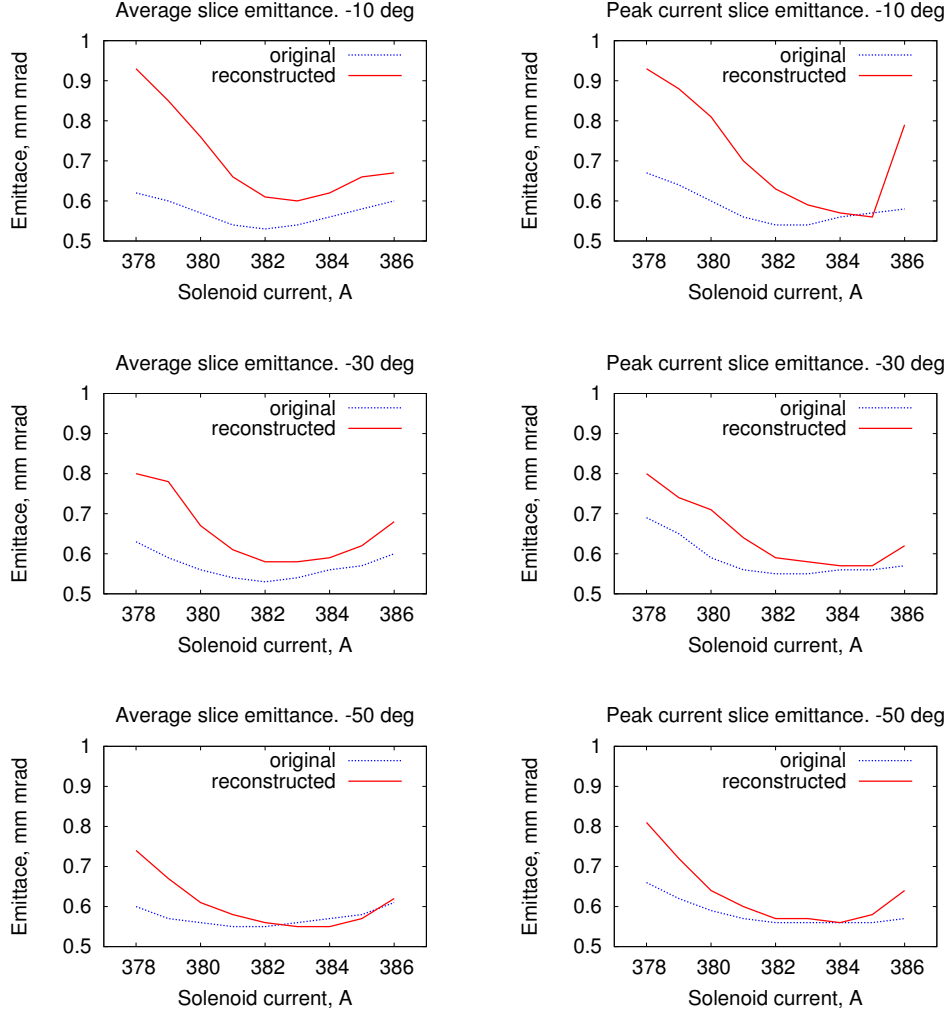 Average slice emittance. -10 deg
1
0.9
0.8
0.7
0.6
0.5
378 380 382 384 386
Emittace, mm mrad
Solenoid current, A
original
reconstructed
Peak current slice emittance. -10 deg
1
0.9
0.8
0.7
0.6
0.5
378 380 382 384 386
Emittace, mm mrad
Solenoid current, A
original
reconstructed
Average slice emittance. -30 deg
1
0.9
0.8
0.7
0.6
0.5
378 380 382 384 386
Emittace, mm mrad
Solenoid current, A
original
reconstructed
Peak current slice emittance. -30 deg
1
0.9
0.8
0.7
0.6
0.5
378 380 382 384 386
Emittace, mm mrad
Solenoid current, A
original
reconstructed
Average slice emittance. -50 deg
1
0.9
0.8
0.7
0.6
0.5
378 380 382 384 386
Emittace, mm mrad
Solenoid current, A
original
reconstructed
Peak current slice emittance. -50 deg
1
0.9
0.8
0.7
0.6
0.5
378 380 382 384 386
Emittace, mm mrad
Solenoid current, A
original
reconstructed